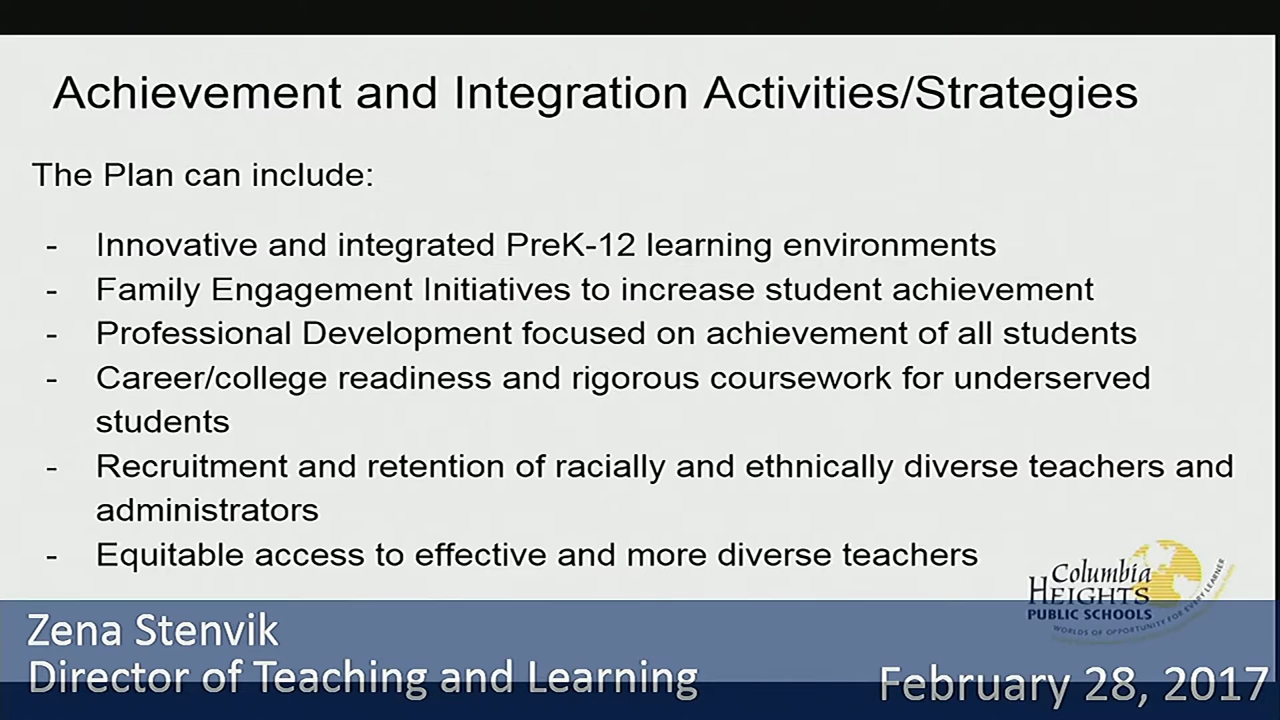 Achievement and Integration Activities/Strategies
The Plan can include:
- Innovative and integrated PreK-12 learning environments
- Family Engagement Initiatives to increase student achievement
- Professional Development focused on achievement of all students
- Career/college readiness and rigorous coursework for underserved
students
- Recruitment and retention of racially and ethnically diverse teachers and
administrators
- Equitable access to effective and more diverse teachers
Columbia
HEIGHTS
PUBLIC SCHOOLS
WORLDS OF OPPORTUNITY FOR EVERY LEARNER
Zena Stenvik
Director of Teaching and Learning
February 28, 2017